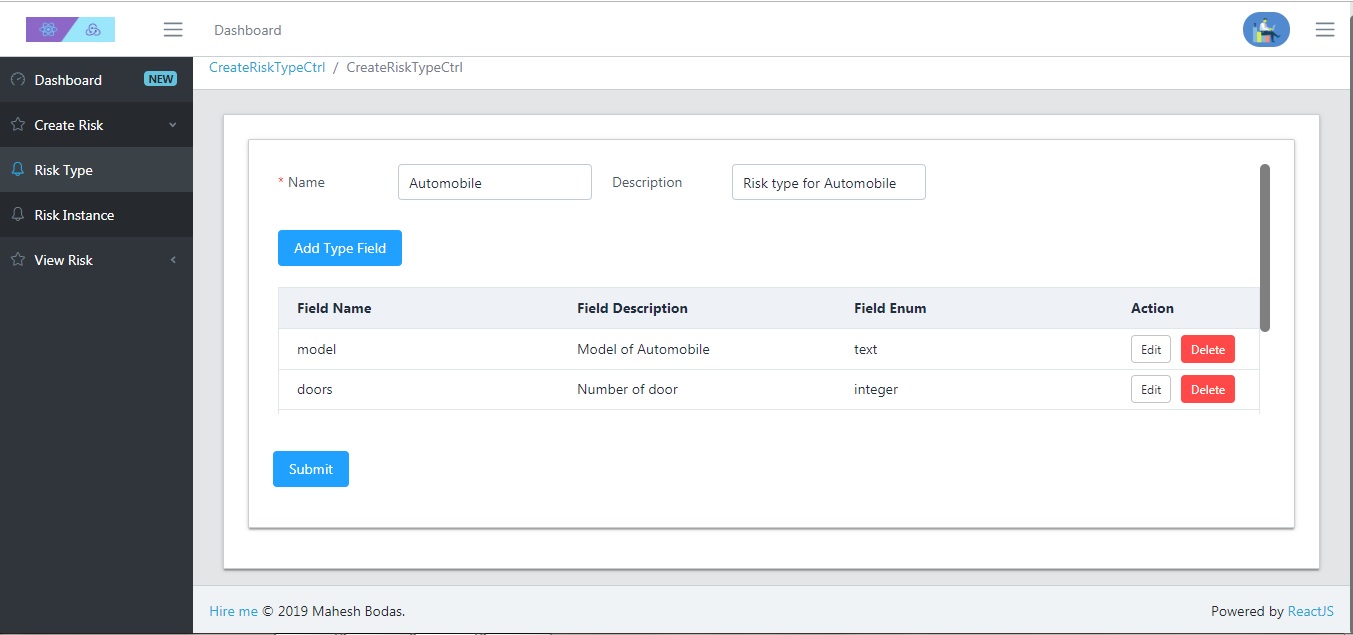 Dashboard
CreateRiskTypeCtrl / CreateRiskTypeCtrl
Dashboard NEW
Create Risk
Risk Type
Risk Instance
View Risk
* Name Automobile Description Risk type for Automobile
Add Type Field
Field Name Field Description Field Enum Action
model Model of Automobile text Edit Delete
doors Number of door integer Edit Delete
Submit
Hire me © 2019 Mahesh Bodas. Powered by ReactJS